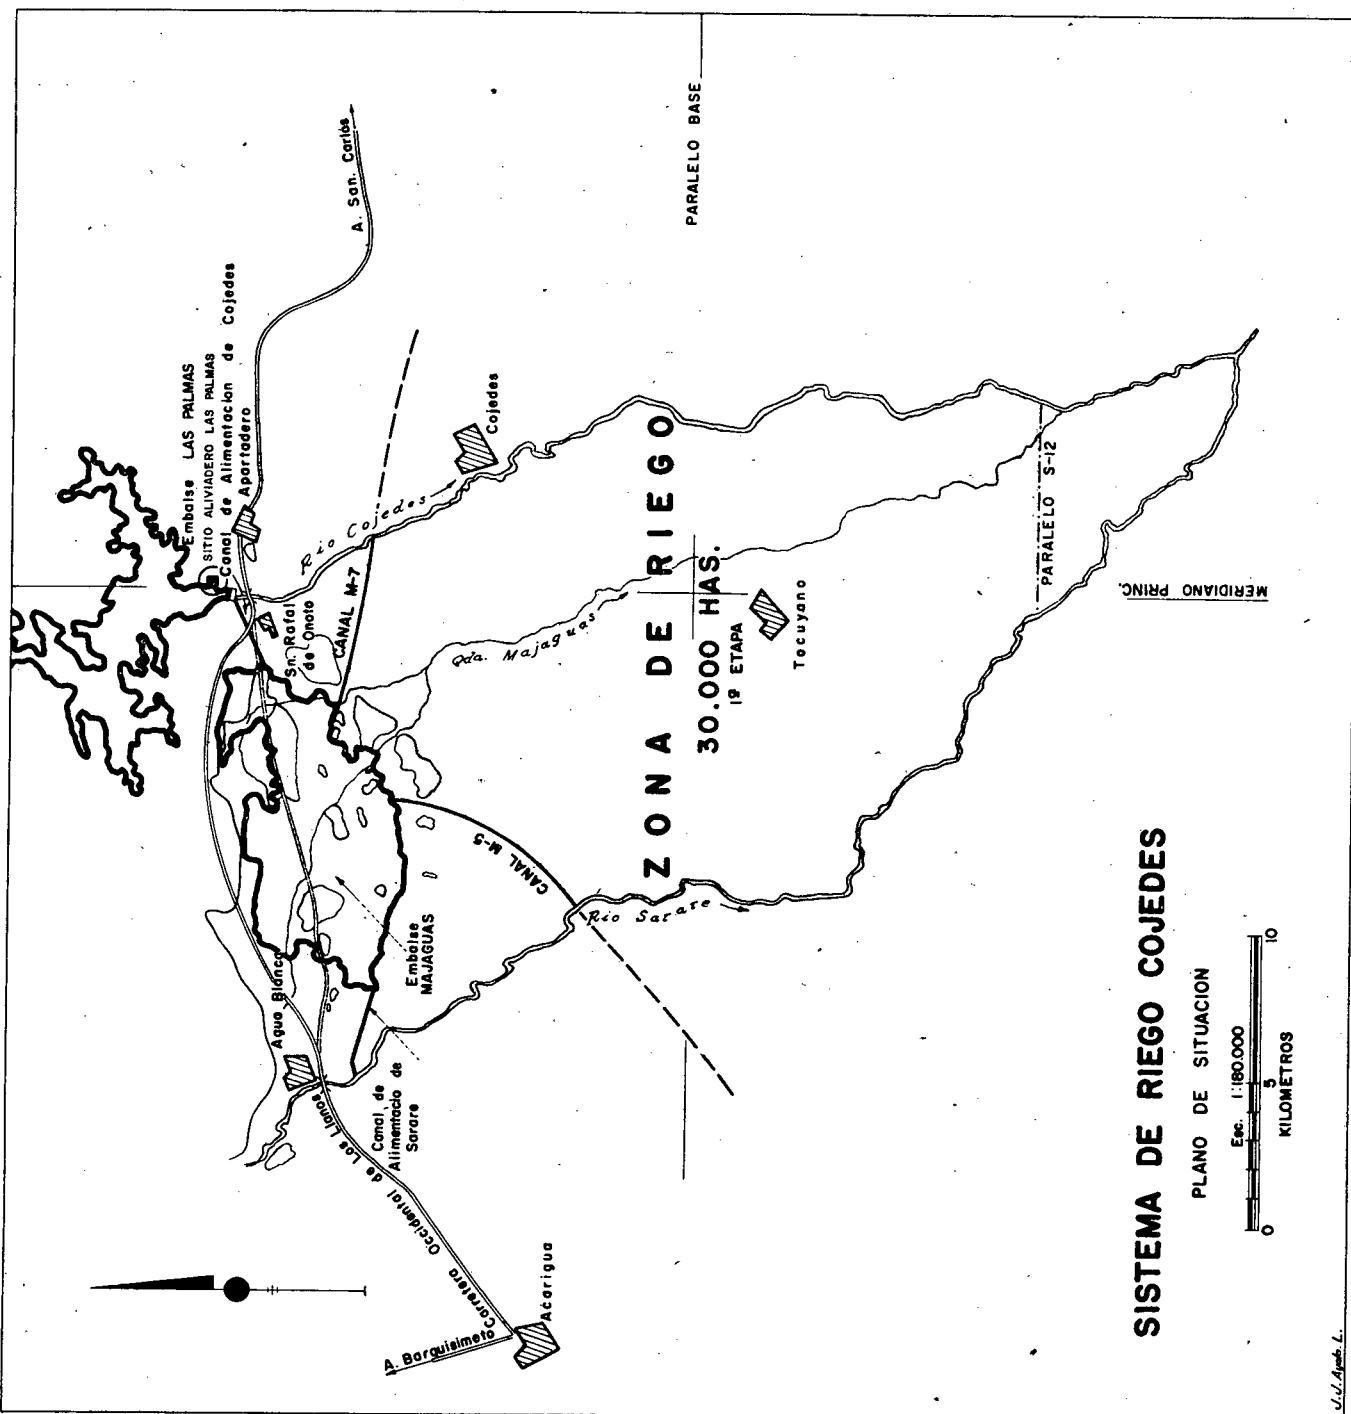 A. San. Carlos
PARALELO BASE
Embalse LAS PALMAS
SITIO ALIVIADERO LAS PALMAS
Canal de Alimentacion de Cojedes
Apartadero
Cojedes
Rio Cojedes
Sn. Rafal
de Onoto
CANAL M-7
Qda. Majaguas
ZONA DE RIEGO
30.000 HAS.
1ª ETAPA
Tocuyano
PARALELO S-12
MERIDIANO PRINC.
CANAL M-5
Rio Sarare
Embalse
MAJAGUAS
Agua Blanca
Canal de
Alimentacio de
Sarare
Carretera Occidental de Los Llanos
A. Barquisimeto
Acarigua
SISTEMA DE RIEGO COJEDES
PLANO DE SITUACION
Esc. 1:180.000
0 5 10
KILOMETROS